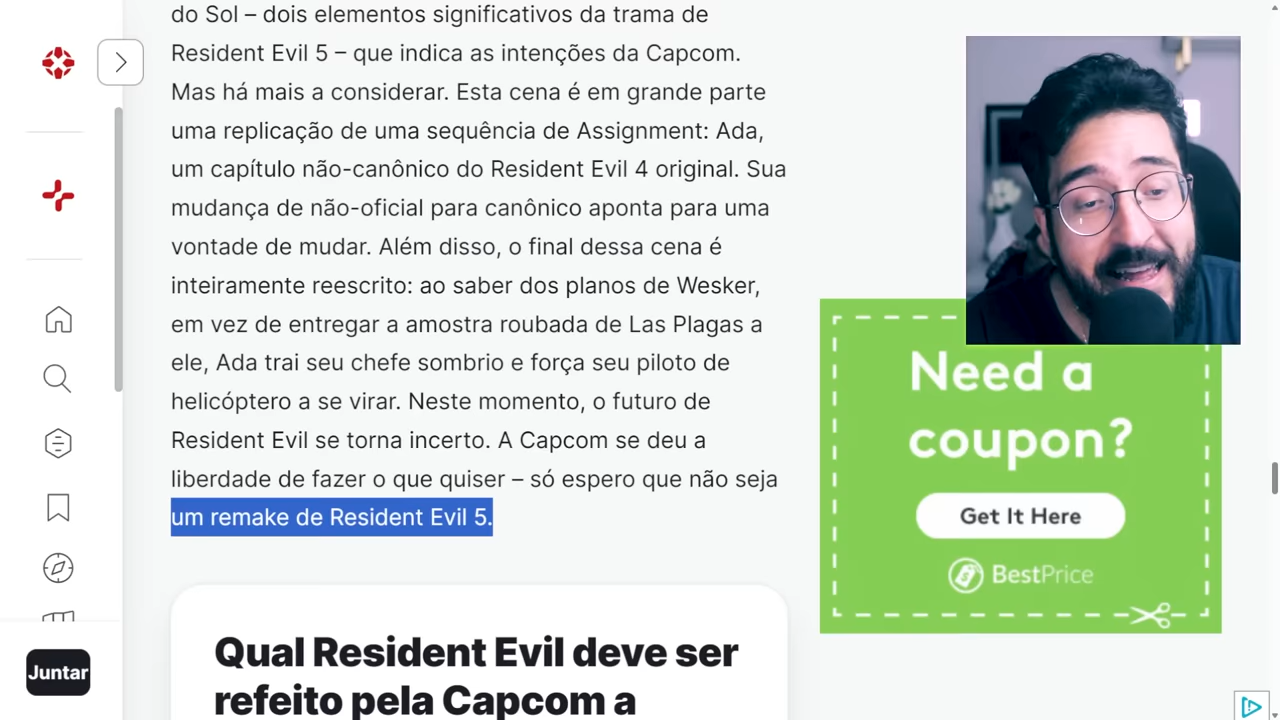 do Sol – dois elementos significativos da trama de
Resident Evil 5 – que indica as intenções da Capcom.
Mas há mais a considerar. Esta cena é em grande parte
uma replicação de uma sequência de Assignment: Ada,
um capítulo não-canônico do Resident Evil 4 original. Sua
mudança de não-oficial para canônico aponta para uma
vontade de mudar. Além disso, o final dessa cena é
inteiramente reescrito: ao saber dos planos de Wesker,
em vez de entregar a amostra roubada de Las Plagas a
ele, Ada trai seu chefe sombrio e força seu piloto de
helicóptero a se virar. Neste momento, o futuro de
Resident Evil se torna incerto. A Capcom se deu a
liberdade de fazer o que quiser – só espero que não seja
um remake de Resident Evil 5.
Qual Resident Evil deve ser
refeito pela Capcom a
Juntar
Need a
coupon?
Get It Here
BestPrice